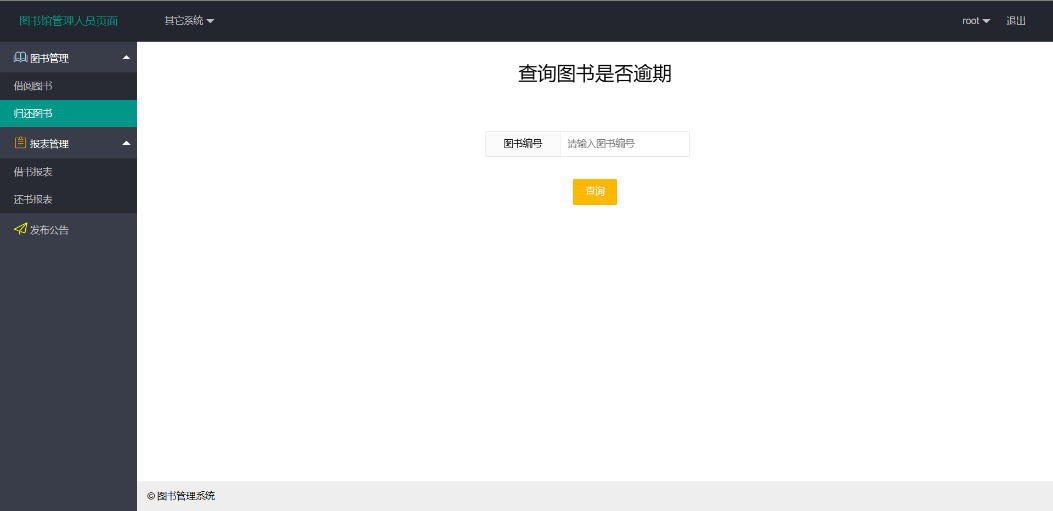 图书馆管理人员页面
其它系统
root
退出
图书管理
借阅图书
归还图书
报表管理
借书报表
还书报表
发布公告
查询图书是否逾期
图书编号
请输入图书编号
查询
© 图书管理系统